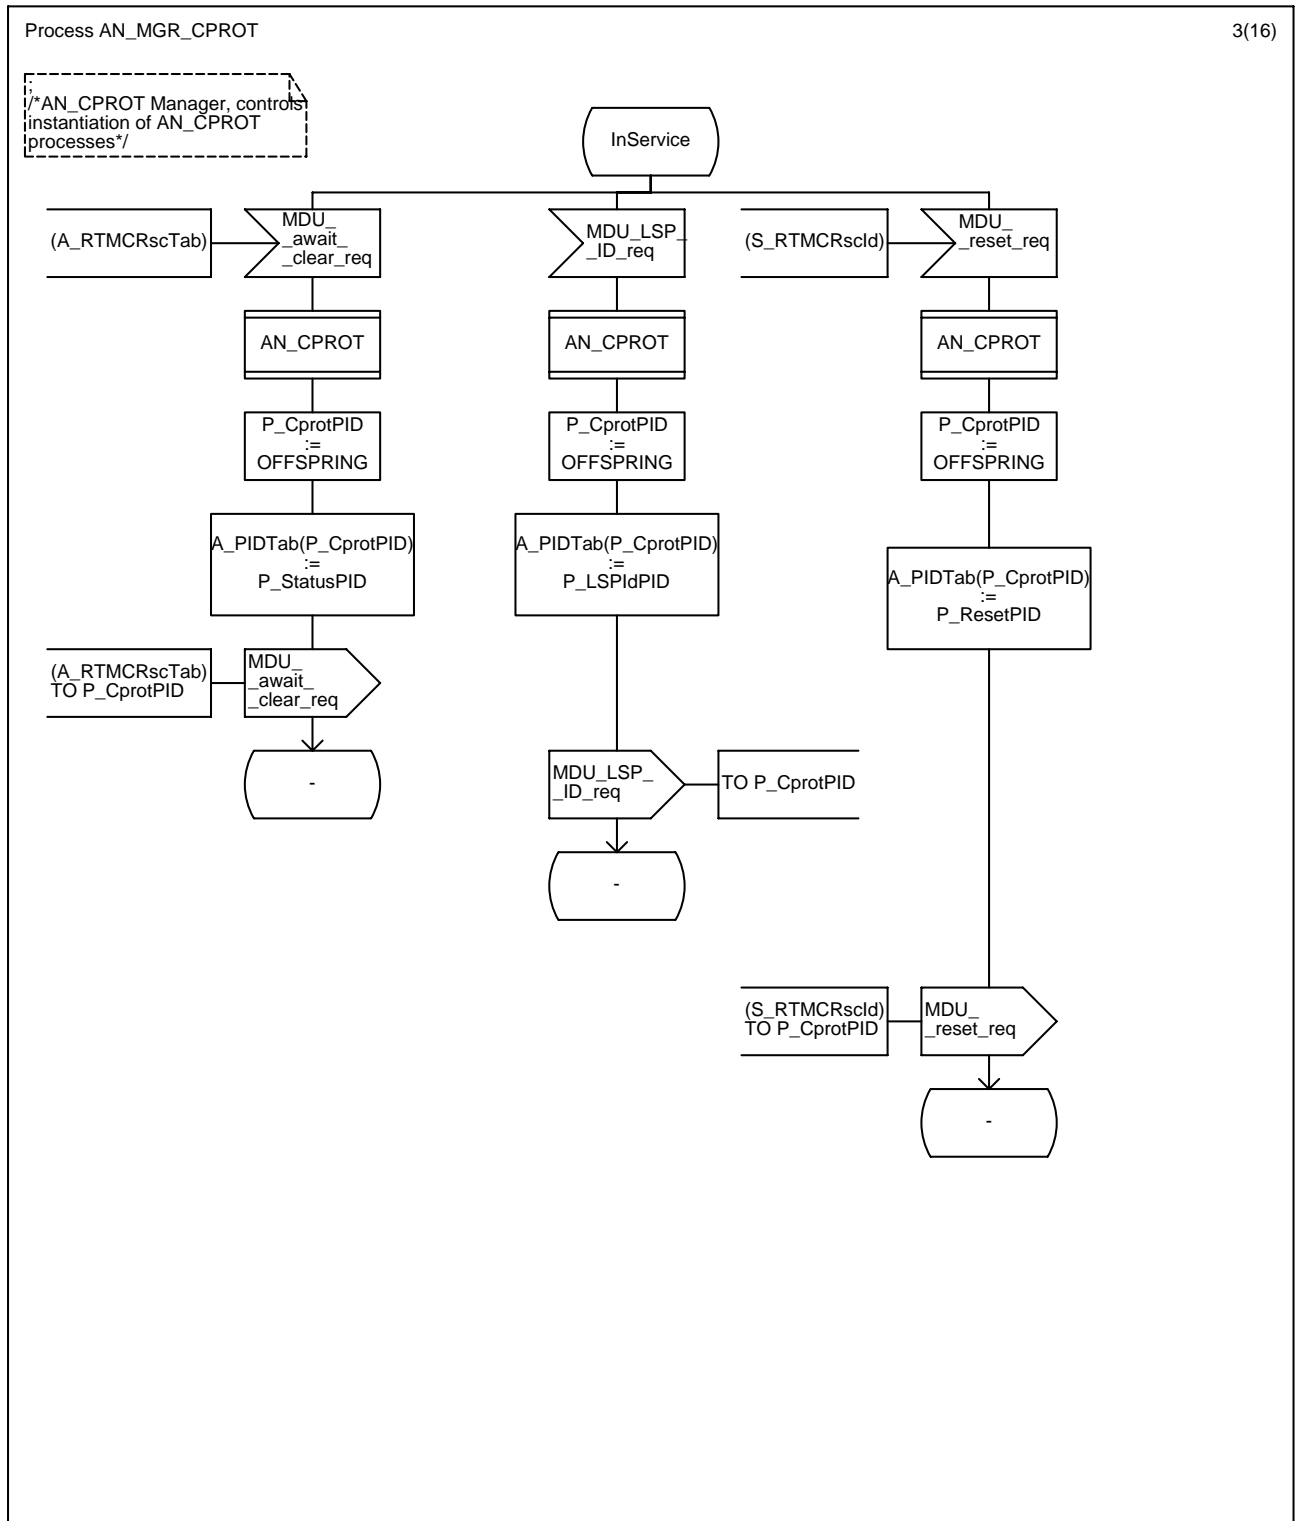 Process AN_MGR_CPROT
3(16)
;
/*AN_CPROT Manager, controls
instantiation of AN_CPROT
processes*/
InService
(A_RTMCRscTab)
MDU_
_await_
_clear_req
MDU_LSP_
_ID_req
(S_RTMCRscId)
MDU_
_reset_req
AN_CPROT
AN_CPROT
AN_CPROT
P_CprotPID
:=
OFFSPRING
P_CprotPID
:=
OFFSPRING
P_CprotPID
:=
OFFSPRING
A_PIDTab(P_CprotPID)
:=
P_StatusPID
A_PIDTab(P_CprotPID)
:=
P_LSPIdPID
A_PIDTab(P_CprotPID)
:=
P_ResetPID
(A_RTMCRscTab)
TO P_CprotPID
MDU_
_await_
_clear_req
-
MDU_LSP_
_ID_req
TO P_CprotPID
-
(S_RTMCRscId)
TO P_CprotPID
MDU_
_reset_req
-